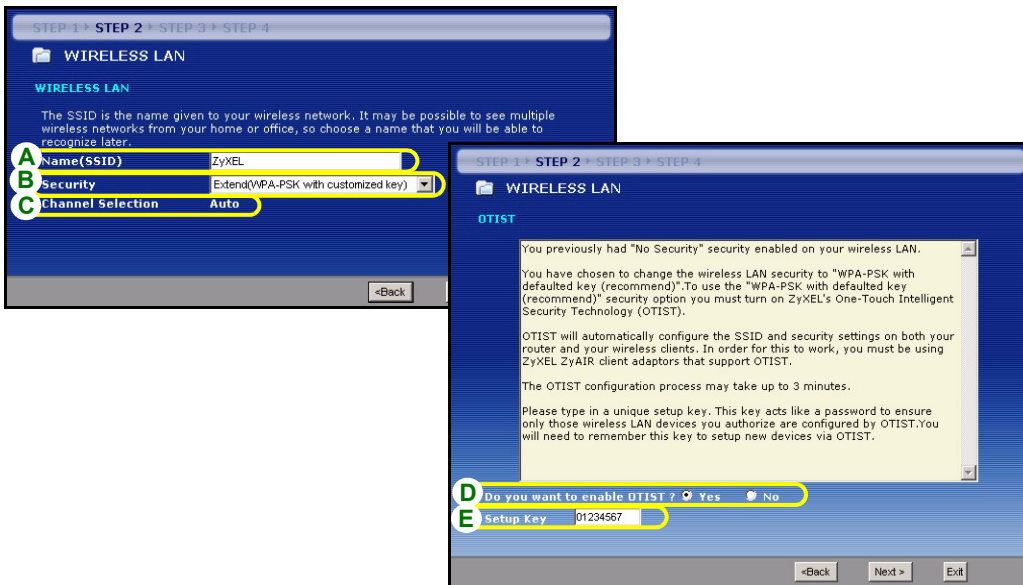 STEP 1 STEP 2 STEP 3 STEP 4
WIRELESS LAN
WIRELESS LAN
The SSID is the name given to your wireless network. It may be possible to see multiple
wireless networks from your home or office, so choose a name that you will be able to
recognize later.
A Name(SSID) ZyXEL
B Security Extend(WPA-PSK with customized key)
C Channel Selection Auto
<Back
STEP 1 STEP 2 STEP 3 STEP 4
WIRELESS LAN
OTIST
You previously had "No Security" security enabled on your wireless LAN.
You have chosen to change the wireless LAN security to "WPA-PSK with
defaulted key (recommend)".To use the "WPA-PSK with defaulted key
(recommend)" security option you must turn on ZyXEL's One-Touch Intelligent
Security Technology (OTIST).
OTIST will automatically configure the SSID and security settings on both your
router and your wireless clients. In order for this to work, you must be using
ZyXEL ZyAIR client adaptors that support OTIST.
The OTIST configuration process may take up to 3 minutes.
Please type in a unique setup key. This key acts like a password to ensure
only those wireless LAN devices you authorize are configured by OTIST.You
will need to remember this key to setup new devices via OTIST.
D Do you want to enable OTIST ? Yes No
E Setup Key 01234567
<Back Next > Exit